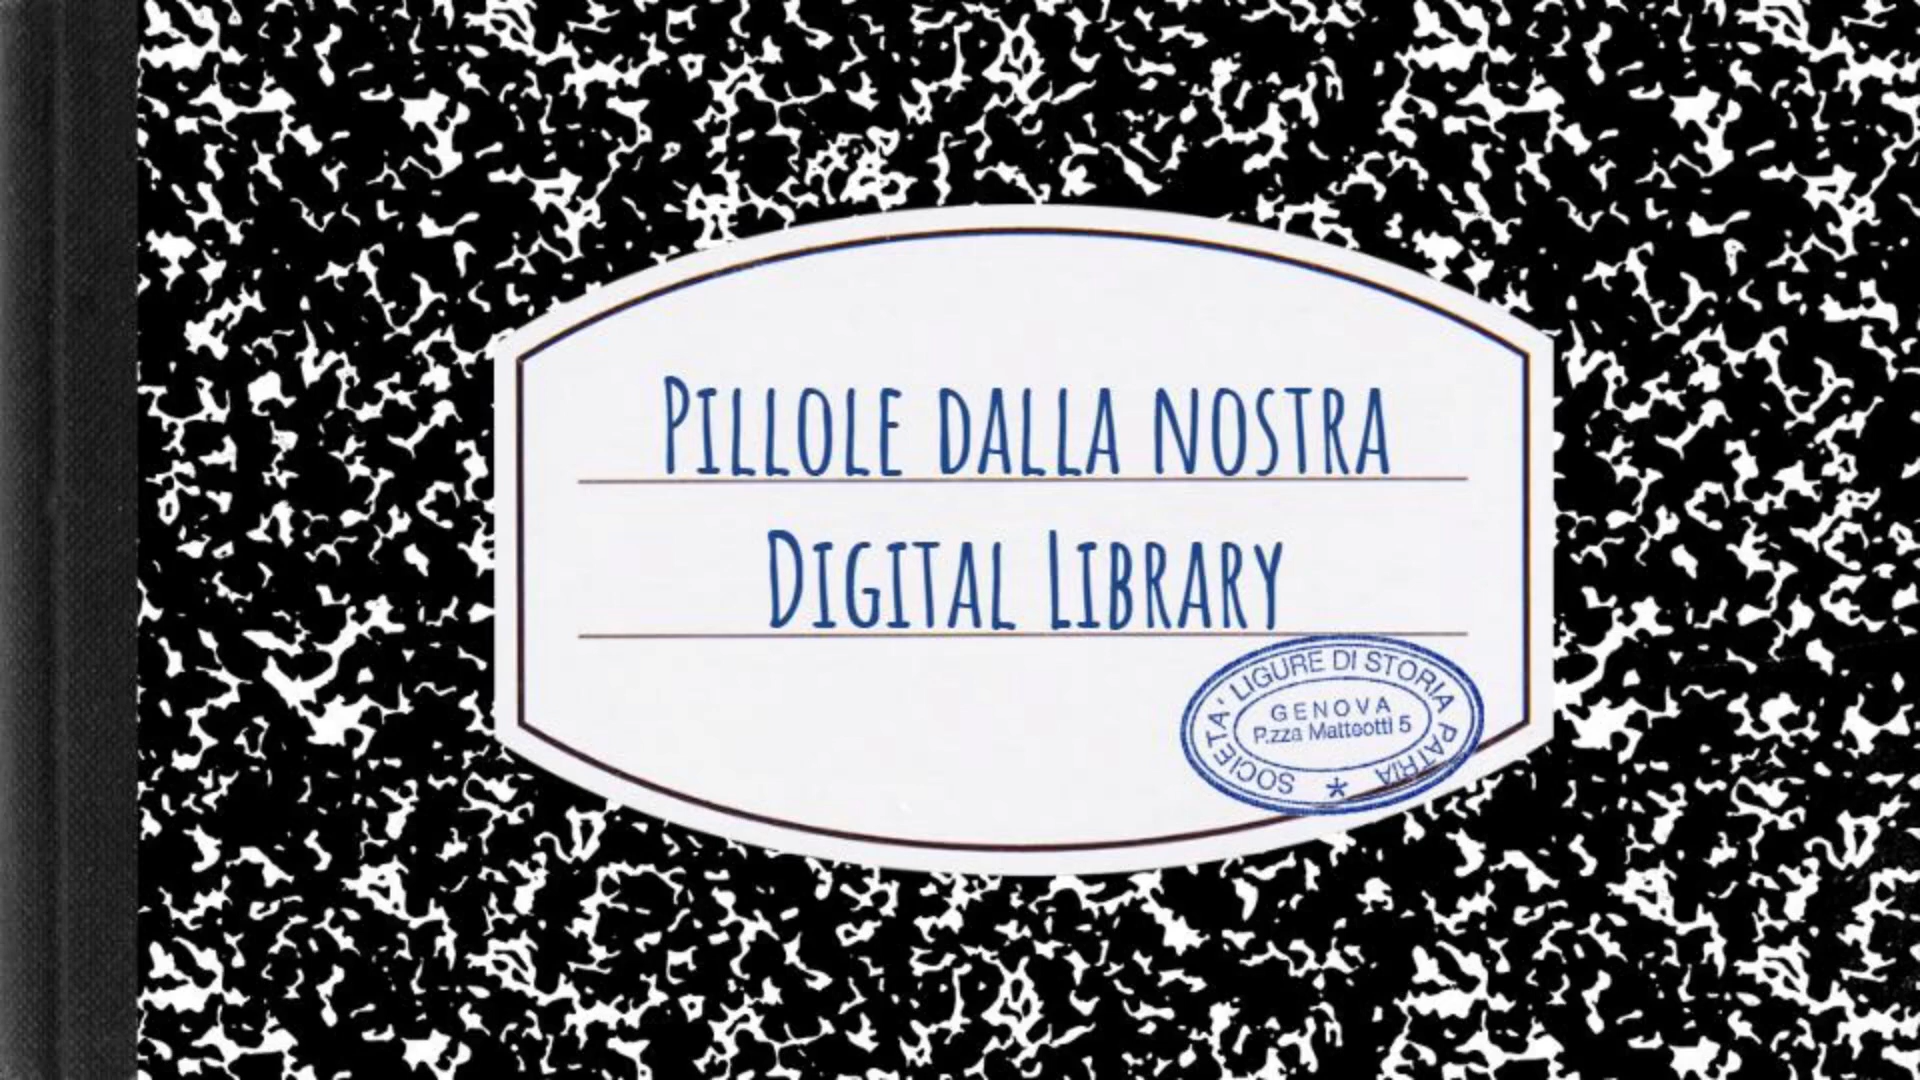 Pillole dalla nostra
Digital Library
SOCIETA' LIGURE DI STORIA PATRIA
GENOVA
P.zza Matteotti 5
*